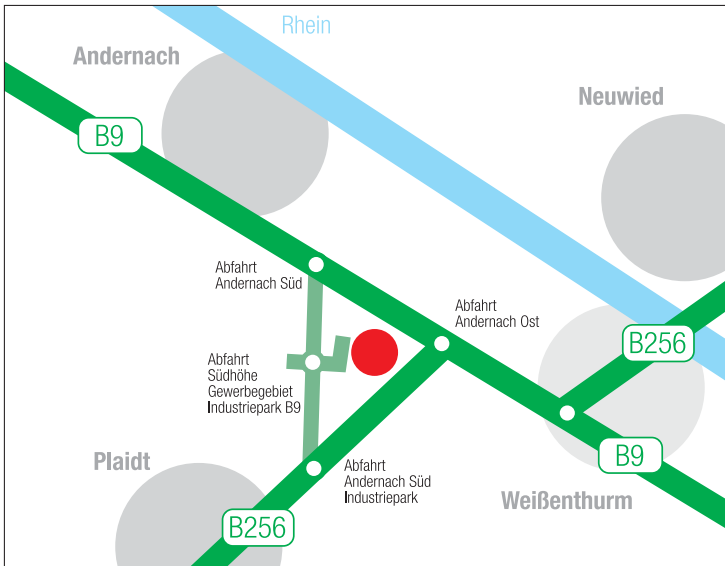 Rhein
Andernach
Neuwied
B9
Abfahrt
Andernach Süd
Abfahrt
Andernach Ost
B256
Abfahrt
Südhöhe
Gewerbegebiet
Industriepark B9
B9
Plaidt
Abfahrt
Andernach Süd
Industriepark
Weißenthurm
B256